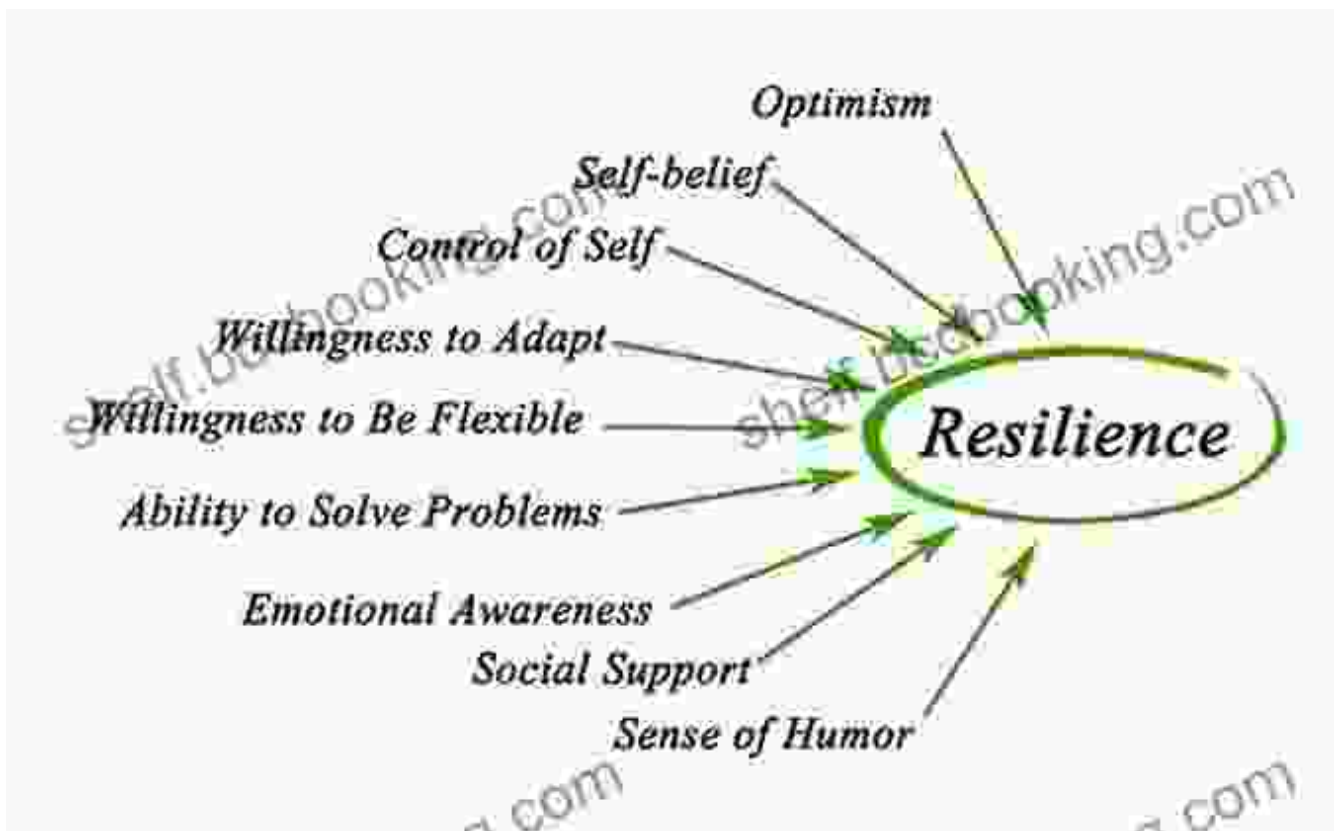 Optimism
Self-belief
Control of Self
Willingness to Adapt
Willingness to Be Flexible
Resilience
Ability to Solve Problems
Emotional Awareness
Social Support
Sense of Humor